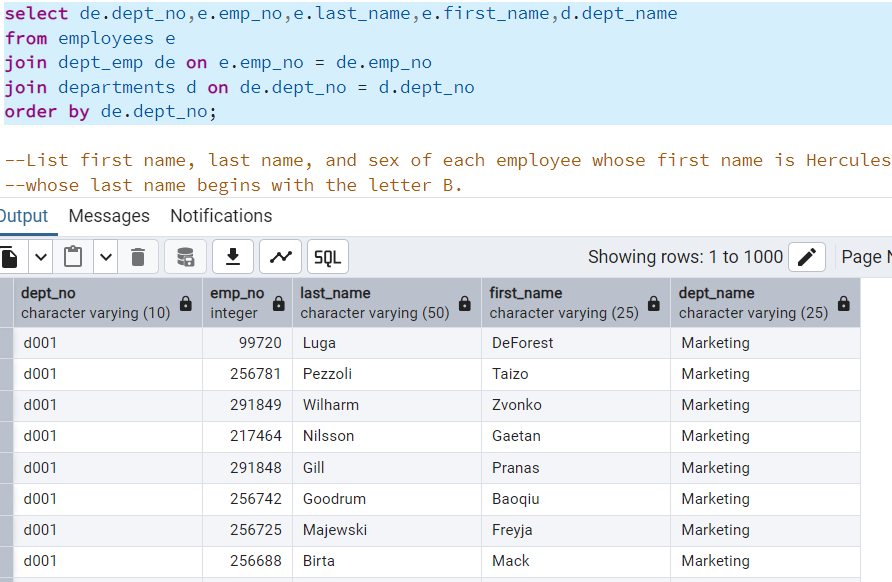 select de.dept_no,e.emp_no,e.last_name,e.first_name,d.dept_name
from employees e
join dept_emp de on e.emp_no = de.emp_no
join departments d on de.dept_no = d.dept_no
order by de.dept_no;
--List first name, last name, and sex of each employee whose first name is Hercules
--whose last name begins with the letter B.
Output Messages Notifications
SQL Showing rows: 1 to 1000 Page N
dept_no emp_no last_name first_name dept_name
character varying (10) integer character varying (50) character varying (25) character varying (25)
d001 99720 Luga DeForest Marketing
d001 256781 Pezzoli Taizo Marketing
d001 291849 Wilharm Zvonko Marketing
d001 217464 Nilsson Gaetan Marketing
d001 291848 Gill Pranas Marketing
d001 256742 Goodrum Baoqiu Marketing
d001 256725 Majewski Freyja Marketing
d001 256688 Birta Mack Marketing